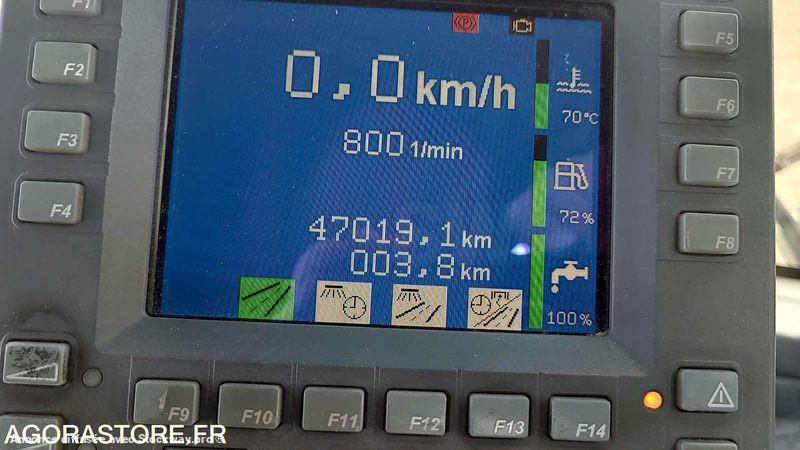 F1
F2
F3
F4
F5
F6
F7
F8
0,0 km/h
800 1/min
47019,1 km
003,8 km
70°C
72%
100%
F9
F10
F11
F12
F13
F14
AGORASTORE.FR